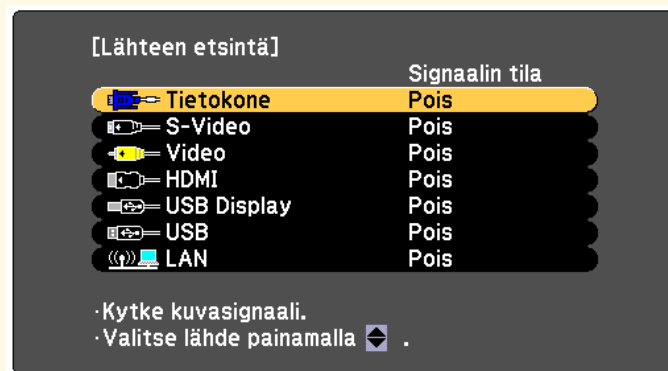 [Lähteen etsintä]
Signaalin tila
Tietokone Pois
S-Video Pois
Video Pois
HDMI Pois
USB Display Pois
USB Pois
LAN Pois
·Kytke kuvasignaali.
·Valitse lähde painamalla .